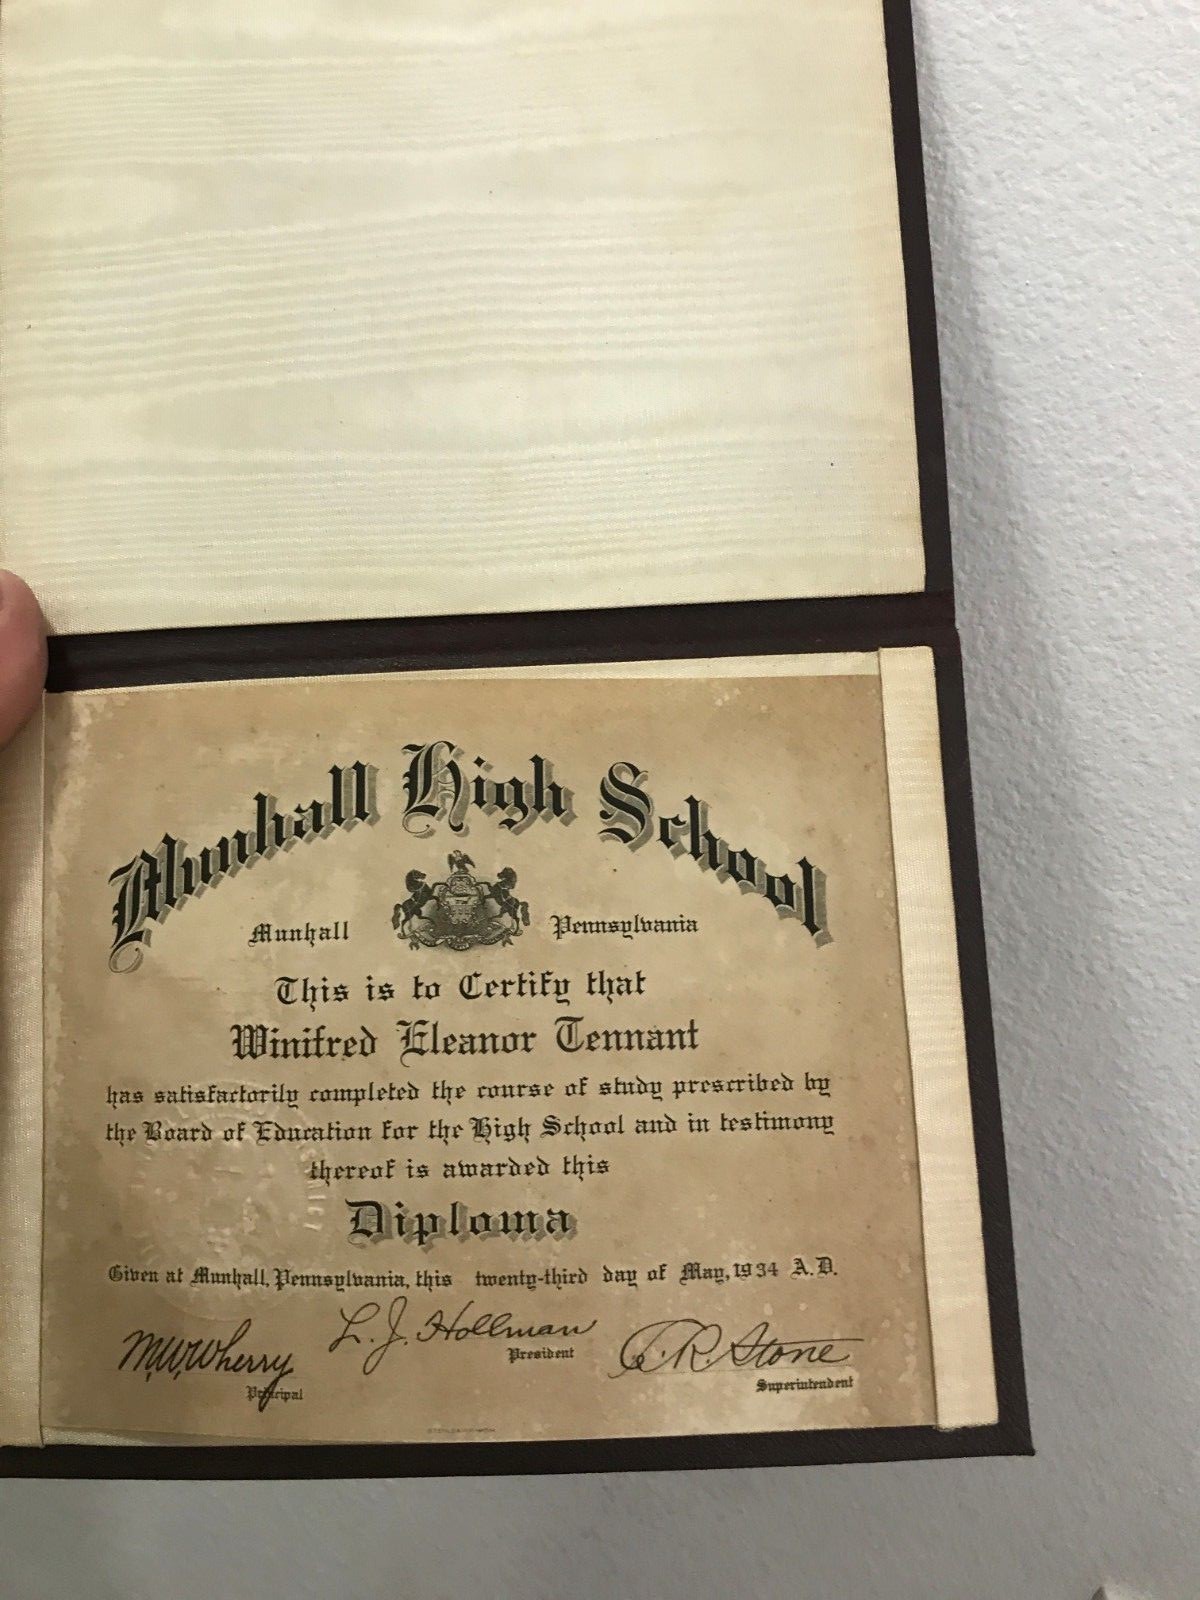 Munhall High School
Munhall Pennsylvania
This is to Certify that
Winifred Eleanor Tennant
has satisfactorily completed the course of study prescribed by
the Board of Education for the High School and in testimony
thereof is awarded this
Diploma
Given at Munhall, Pennsylvania, this twenty-third day of May, 1934 A.D.
M.W. Wherry
Principal
L. J. Hollman
President
C. R. Stone
Superintendent